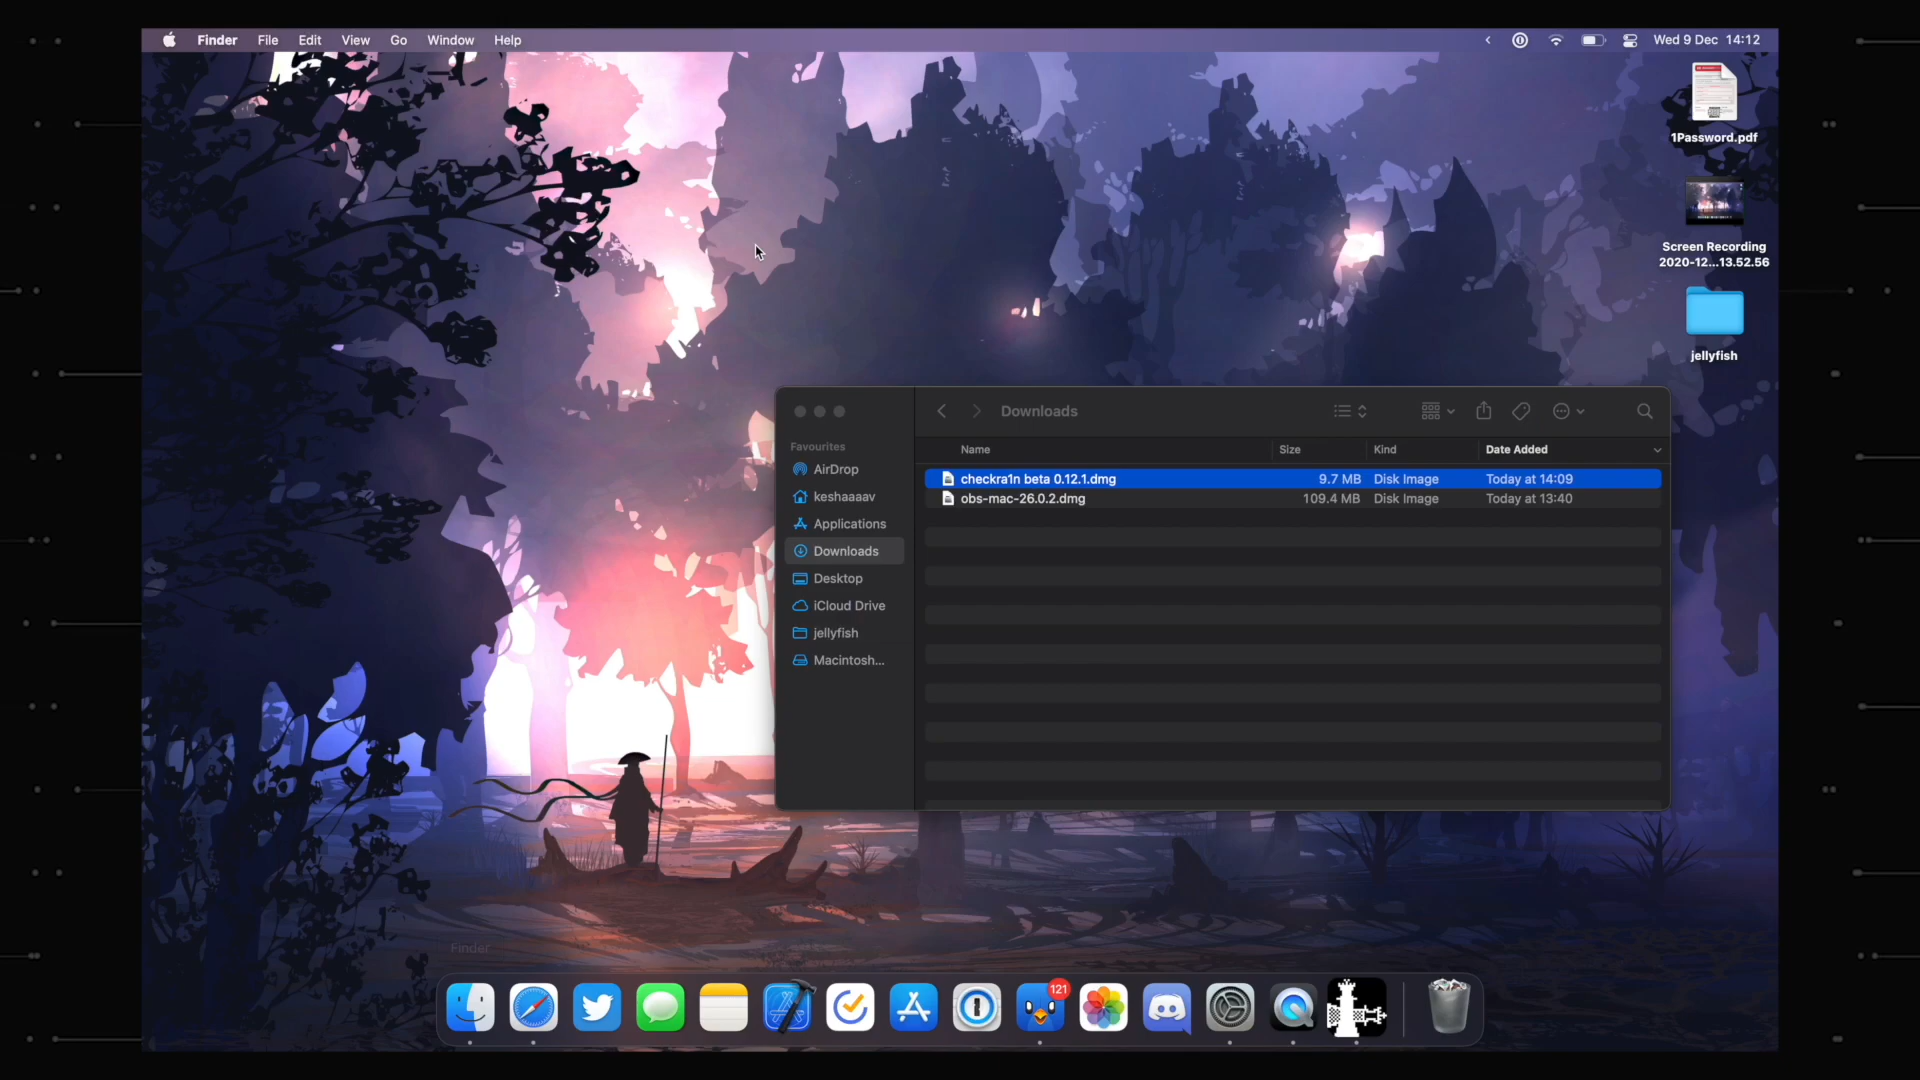 Finder File Edit View Go Window Help Wed 9 Dec 14:12
1Password.pdf
Screen Recording
2020-12...13.52.56
jellyfish
Downloads
Favourites
AirDrop
keshaaaav
Applications
Downloads
Desktop
iCloud Drive
jellyfish
Macintosh...
Name Size Kind Date Added
checkra1n beta 0.12.1.dmg 9.7 MB Disk Image Today at 14:09
obs-mac-26.0.2.dmg 109.4 MB Disk Image Today at 13:40
Finder
121